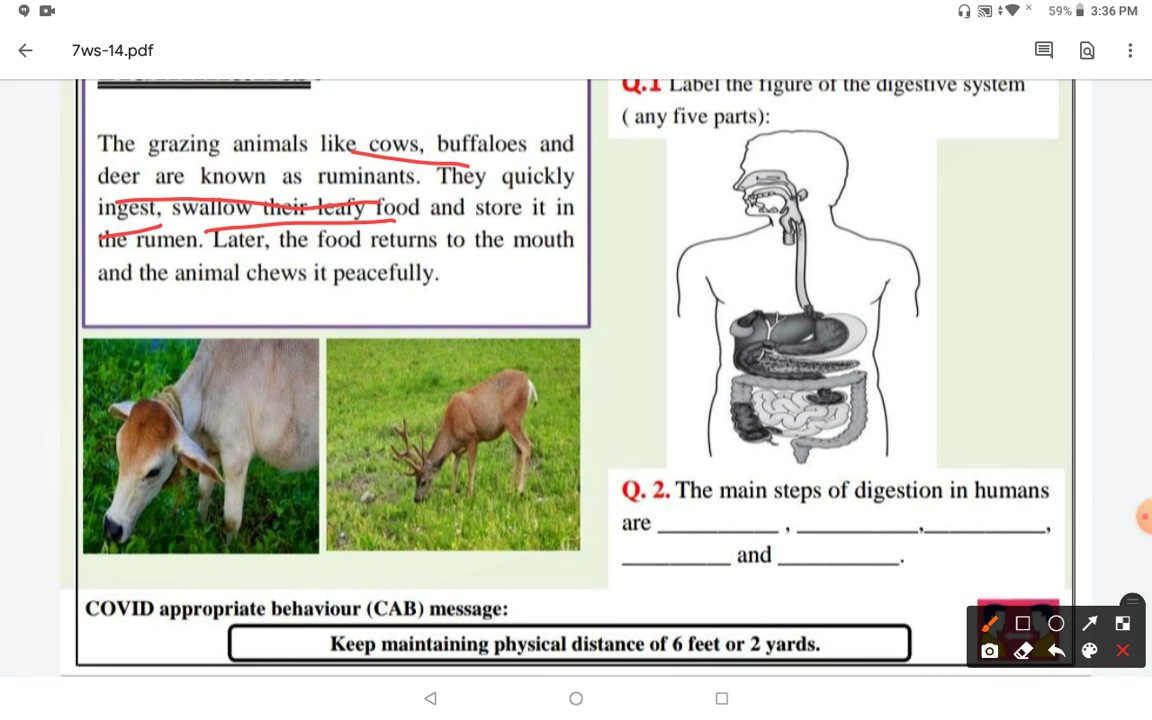 59% 3:36 PM
7ws-14.pdf
The grazing animals like cows, buffaloes and
deer are known as ruminants. They quickly
ingest, swallow their leafy food and store it in
the rumen. Later, the food returns to the mouth
and the animal chews it peacefully.
Q.1 Label the figure of the digestive system
( any five parts):
Q. 2. The main steps of digestion in humans
are ____________ , ____________,____________,
___________ and ____________.
COVID appropriate behaviour (CAB) message:
Keep maintaining physical distance of 6 feet or 2 yards.